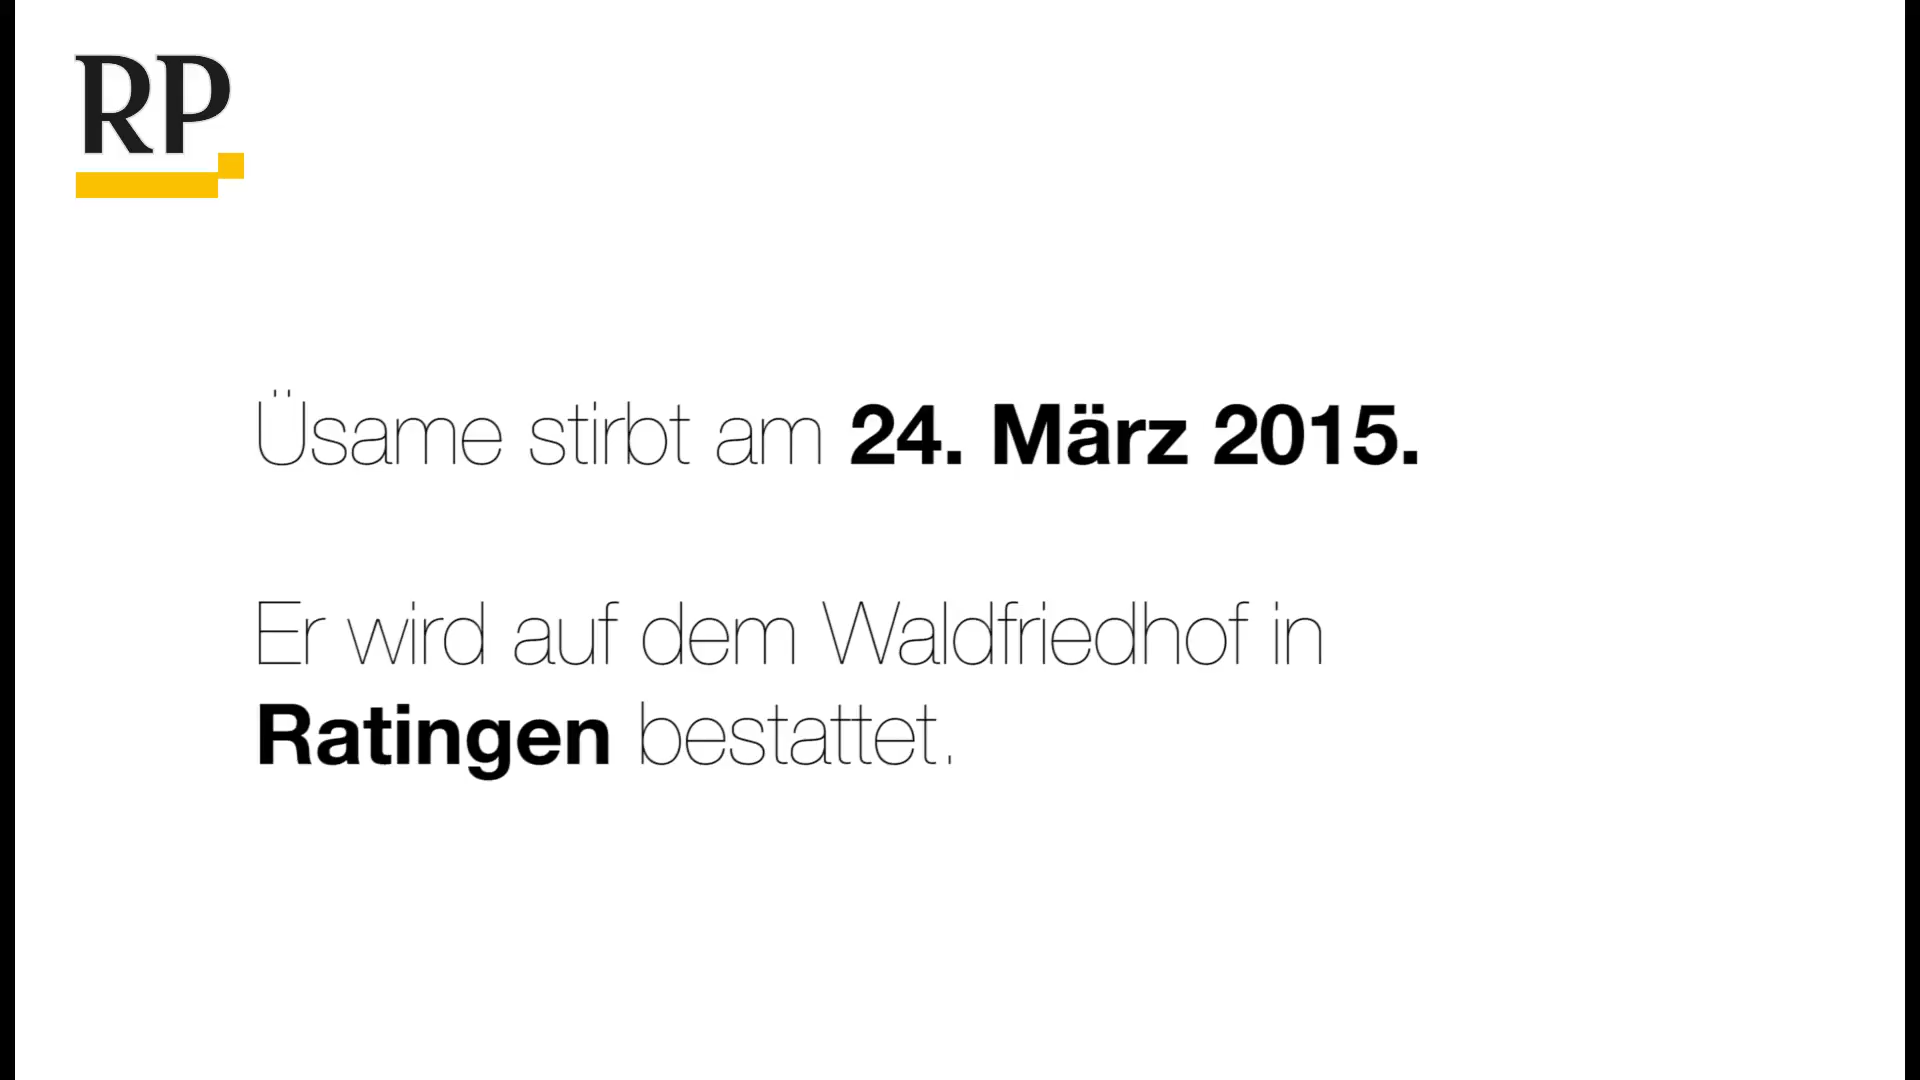 RP
Üsame stirbt am 24. März 2015.
Er wird auf dem Waldfriedhof in
Ratingen bestattet.